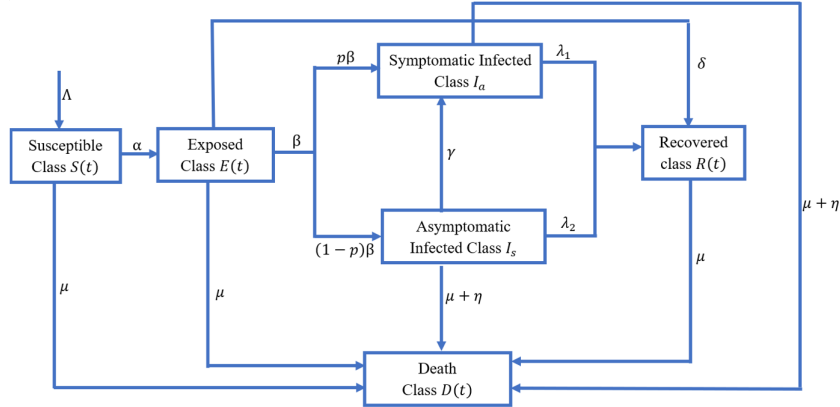 pβ
Symptomatic Infected
Class I_a
λ_1
δ
Λ
Susceptible
Class S(t)
α
Exposed
Class E(t)
β
γ
Recovered
class R(t)
μ + η
(1 − p)β
Asymptomatic
Infected Class I_s
λ_2
μ
μ
μ + η
μ
Death
Class D(t)